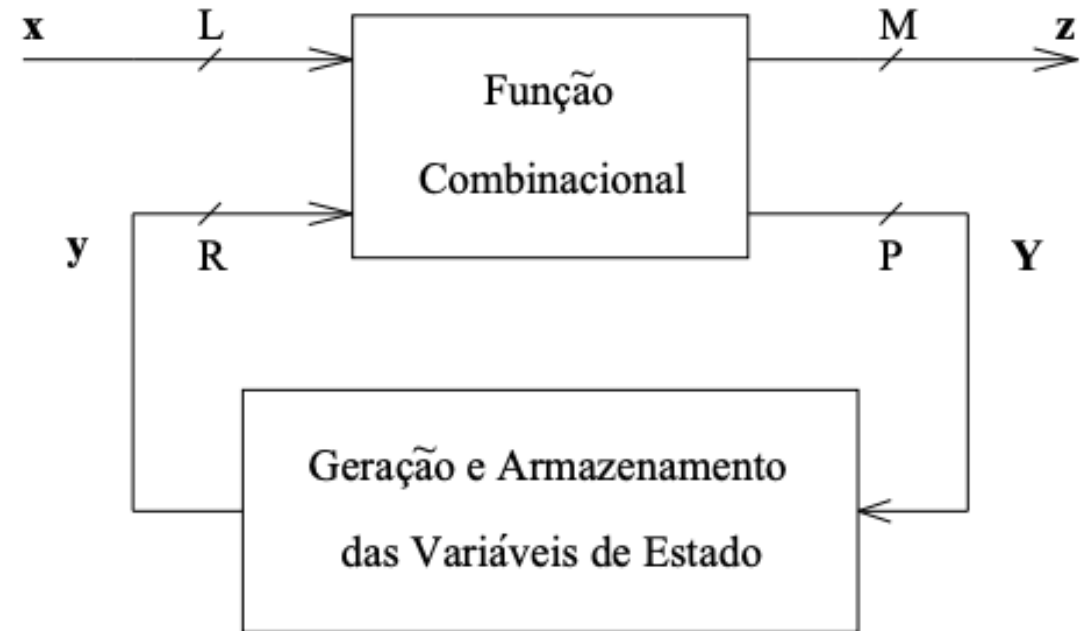 x
L
M
z
Função
Combinacional
y
R
P
Y
Geração e Armazenamento
das Variáveis de Estado